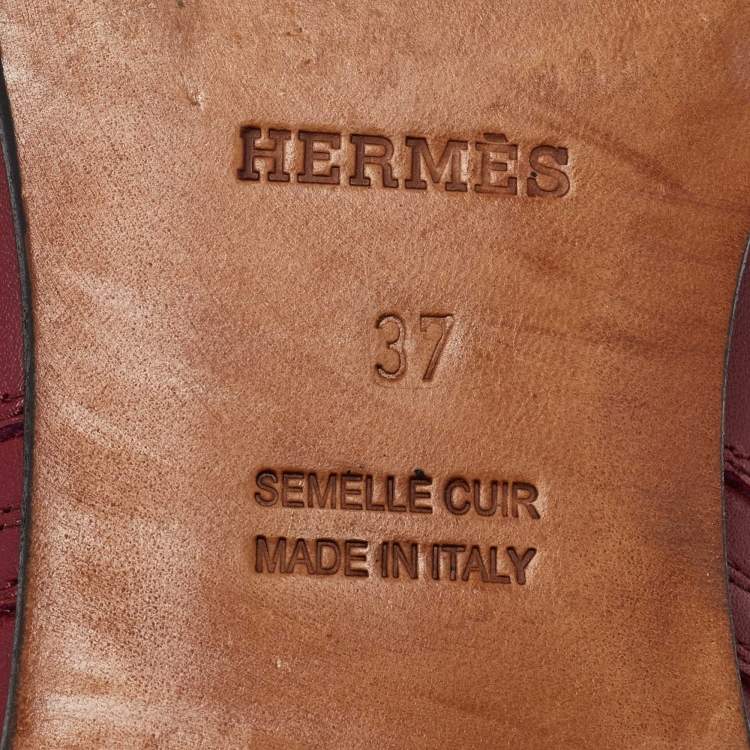 HERMÈS
37
SEMELLE CUIR
MADE IN ITALY